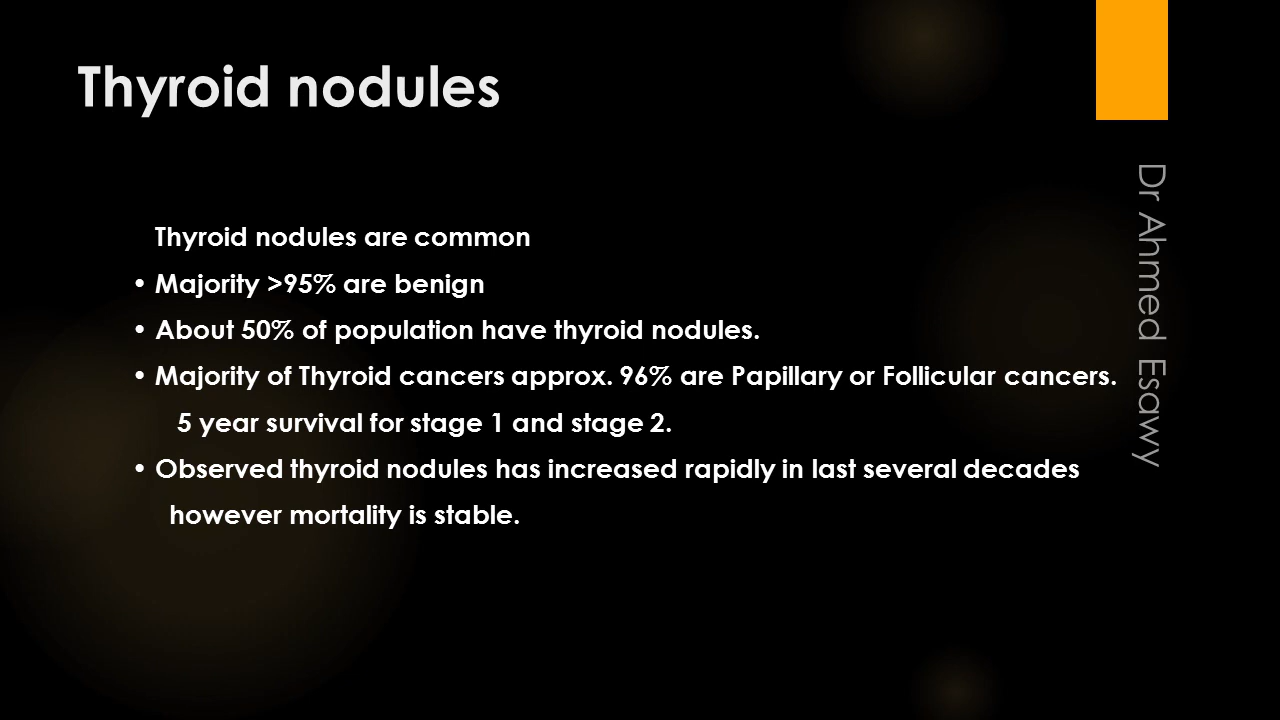 Thyroid nodules
Thyroid nodules are common
• Majority >95% are benign
• About 50% of population have thyroid nodules.
• Majority of Thyroid cancers approx. 96% are Papillary or Follicular cancers.
5 year survival for stage 1 and stage 2.
• Observed thyroid nodules has increased rapidly in last several decades
however mortality is stable.
Dr Ahmed Esawy